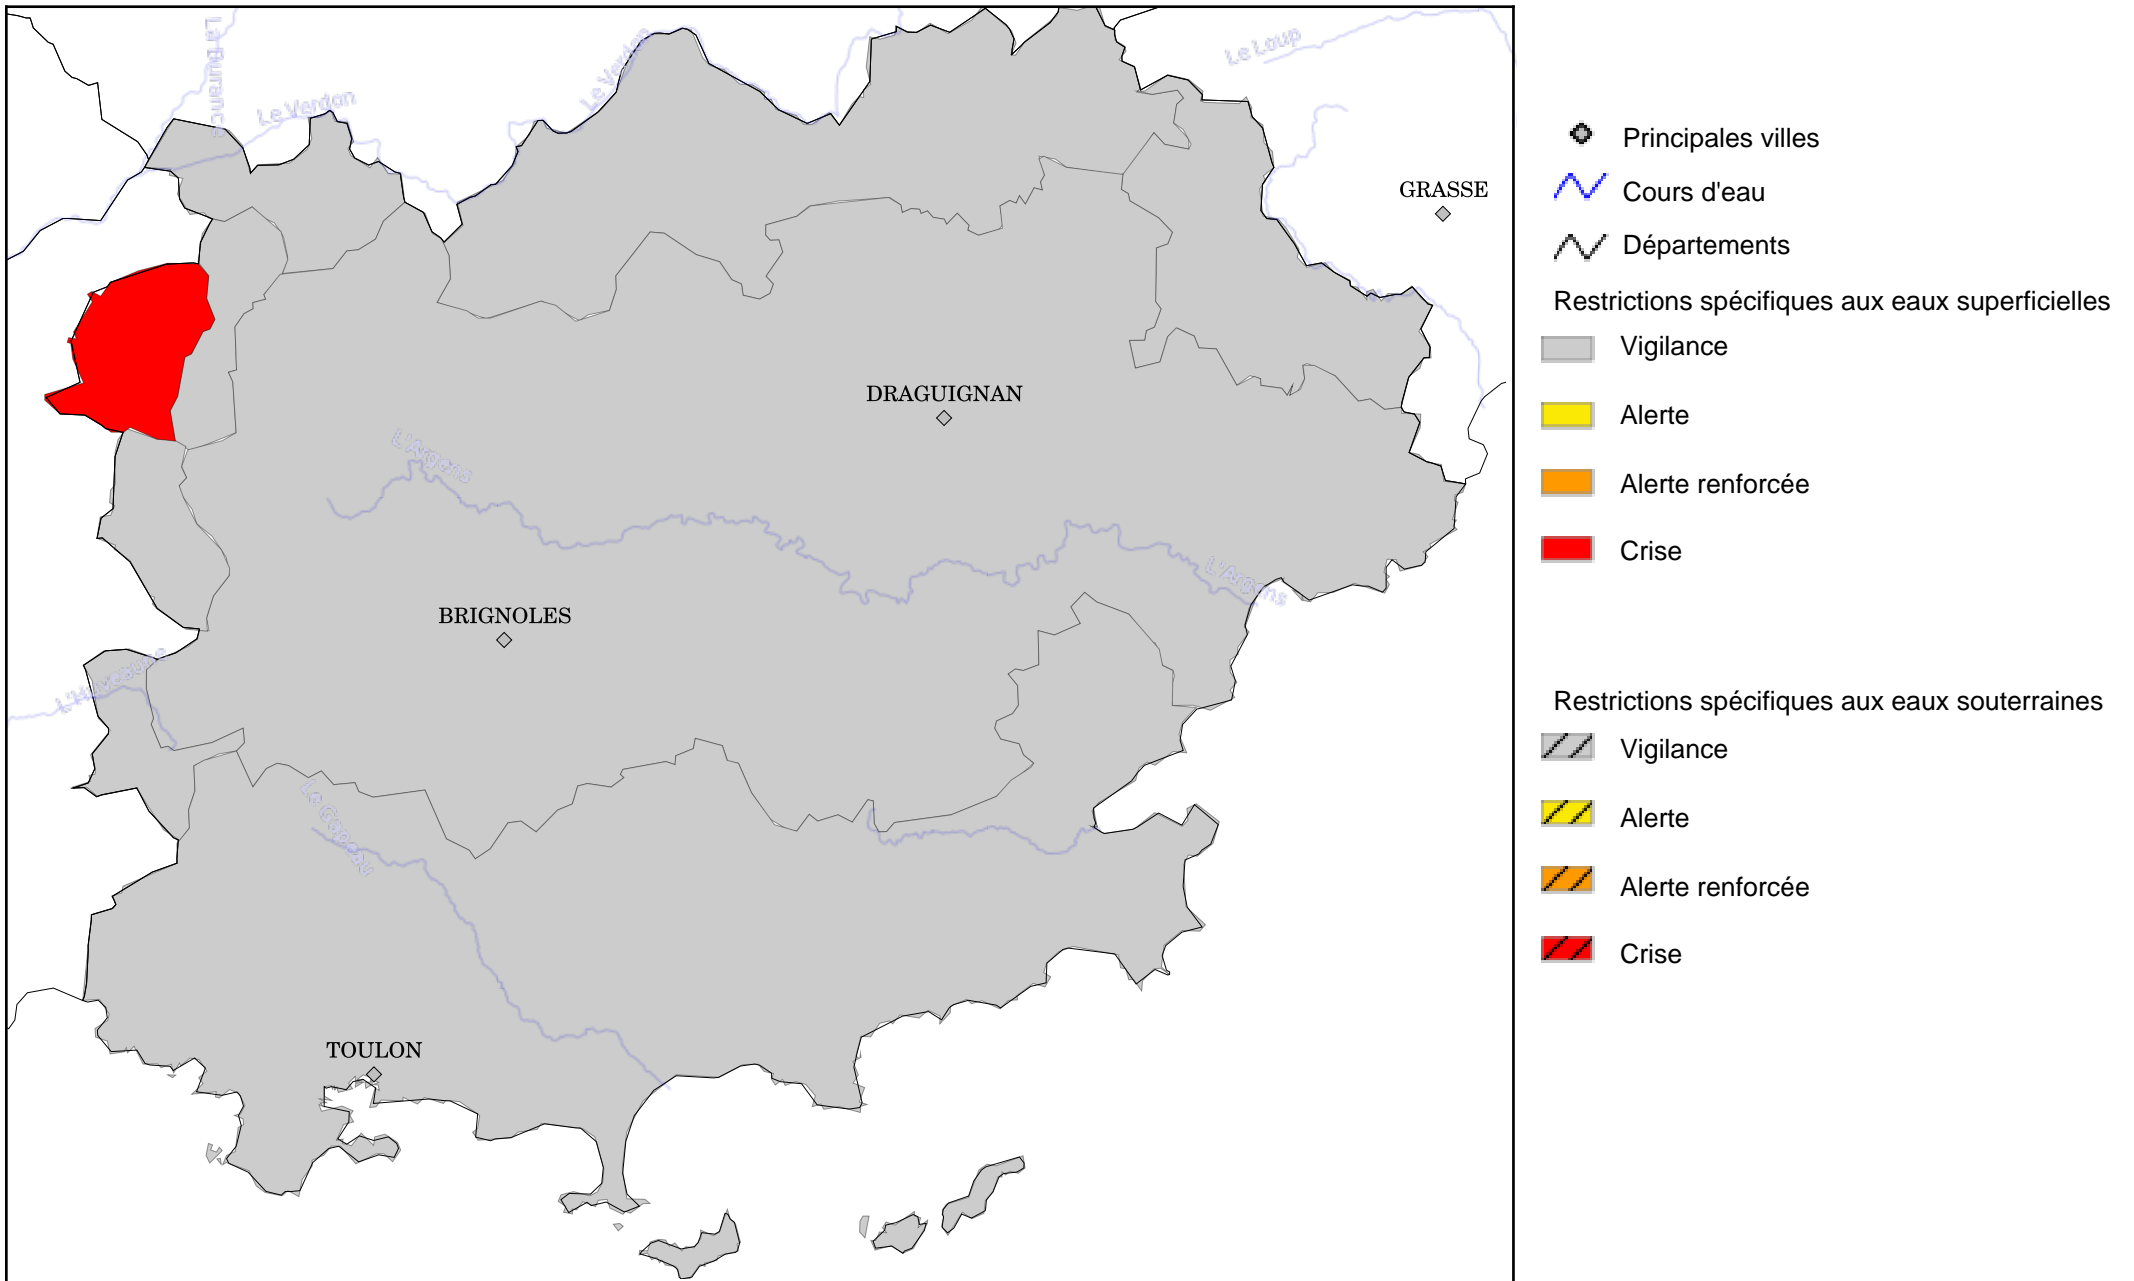 La Durance
Le Verdon
Le Verdon
Le Loup
GRASSE
DRAGUIGNAN
L'Argens
L'Argens
BRIGNOLES
L'Huveaune
Le Gapeau
TOULON
Principales villes
Cours d'eau
Départements
Restrictions spécifiques aux eaux superficielles
Vigilance
Alerte
Alerte renforcée
Crise
Restrictions spécifiques aux eaux souterraines
Vigilance
Alerte
Alerte renforcée
Crise